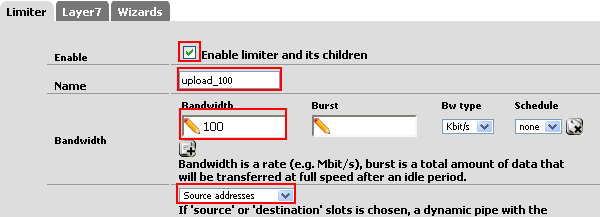 Limiter Layer7 Wizards
Enable Enable limiter and its children
Name upload_100
Bandwidth Burst Bw type Schedule
Bandwidth 100 Kbit/s none
Bandwidth is a rate (e.g. Mbit/s), burst is a total amount of data that
will be transferred at full speed after an idle period.
Source addresses
If 'source' or 'destination' slots is chosen, a dynamic pipe with the